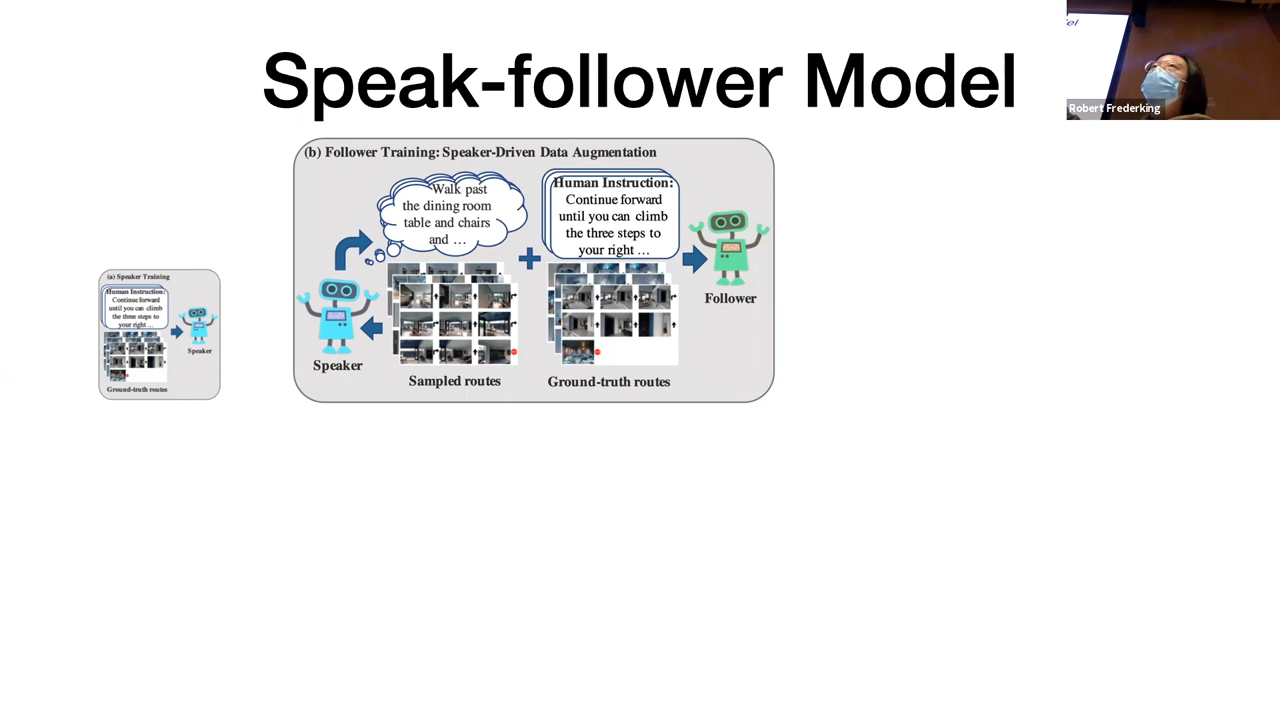 Speak-follower Model
el
Robert Frederking
(a) Speaker Training
Human Instruction:
Continue forward
until you can climb
the three steps to
your right ...
Speaker
Ground-truth routes
(b) Follower Training: Speaker-Driven Data Augmentation
Walk past
the dining room
table and chairs
and ...
Human Instruction:
Continue forward
until you can climb
the three steps to
your right ...
Speaker
Sampled routes
Ground-truth routes
Follower